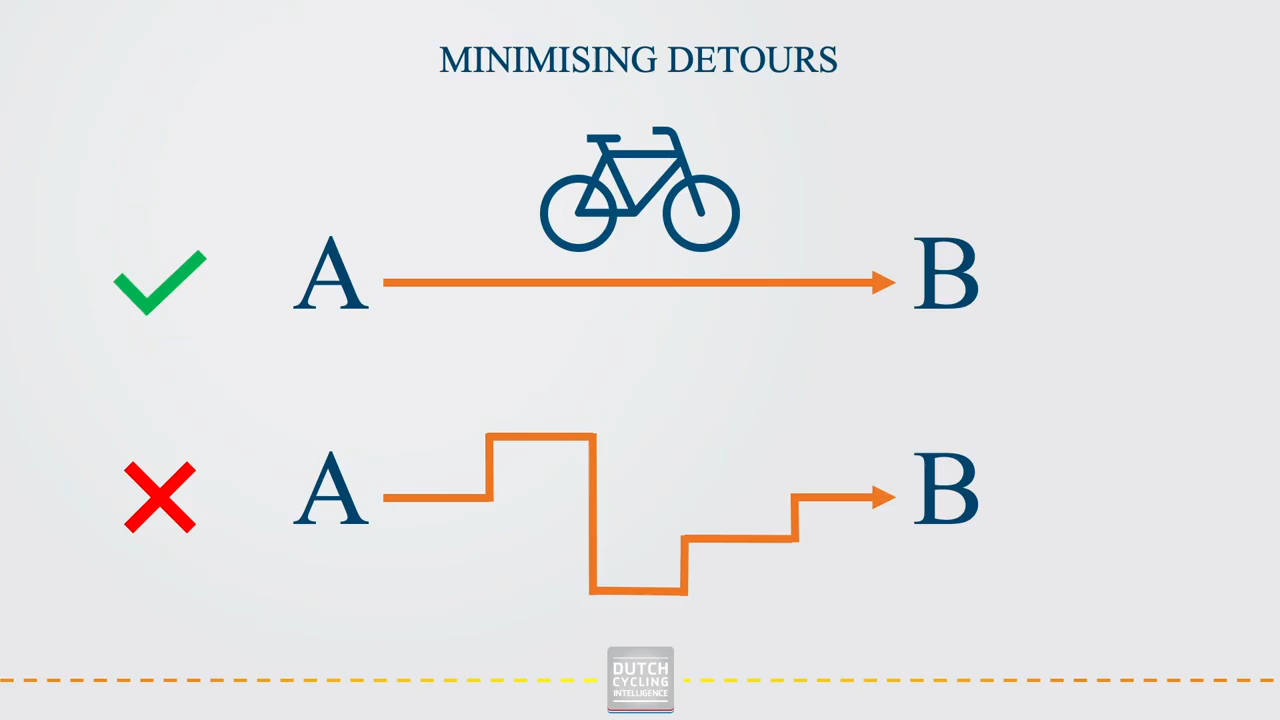 MINIMISING DETOURS
A B
A B
DUTCH
CYCLING
INTELLIGENCE